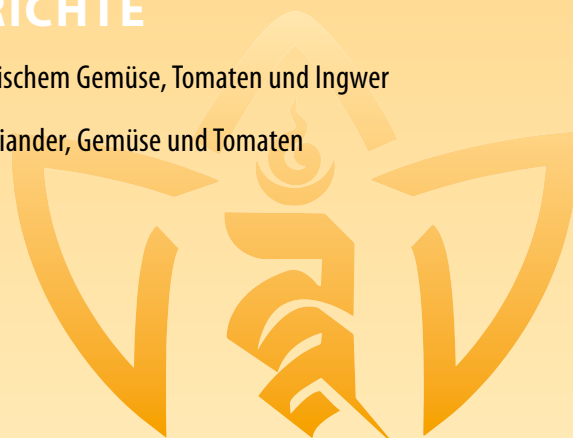 RICHTE
ischem Gemüse, Tomaten und Ingwer
iander, Gemüse und Tomaten